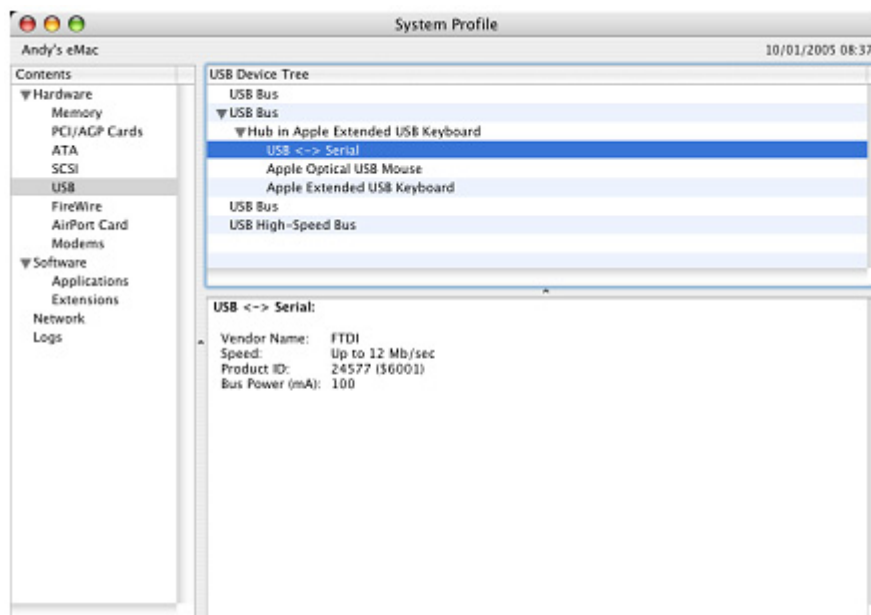 System Profile
Andy's eMac
10/01/2005 08:37
Contents
Hardware
Memory
PCI/AGP Cards
ATA
SCSI
USB
FireWire
AirPort Card
Modems
Software
Applications
Extensions
Network
Logs
USB Device Tree
USB Bus
USB Bus
Hub in Apple Extended USB Keyboard
USB <-> Serial
Apple Optical USB Mouse
Apple Extended USB Keyboard
USB Bus
USB High-Speed Bus
USB <-> Serial:
Vendor Name: FTDI
Speed: Up to 12 Mb/sec
Product ID: 24577 ($6001)
Bus Power (mA): 100